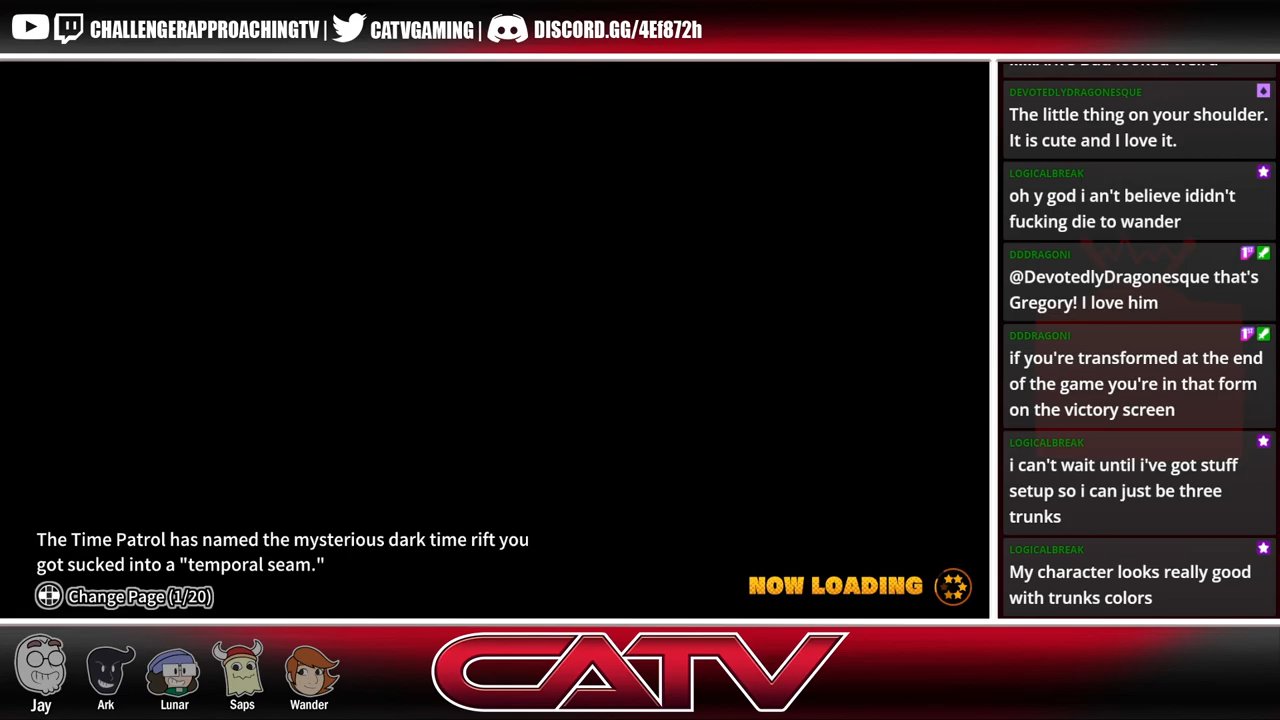 CHALLENGERAPPROACHINGTV | CATVGAMING | DISCORD.GG/4Ef872h
DEVOTEDLYDRAGONESQUE
The little thing on your shoulder.
It is cute and I love it.
LOGICALBREAK
oh y god i an't believe ididn't
fucking die to wander
DDDRAGONI
@DevotedlyDragonesque that's
Gregory! I love him
DDDRAGONI
if you're transformed at the end
of the game you're in that form
on the victory screen
LOGICALBREAK
i can't wait until i've got stuff
setup so i can just be three
trunks
LOGICALBREAK
My character looks really good
with trunks colors
The Time Patrol has named the mysterious dark time rift you
got sucked into a "temporal seam."
Change Page (1/20)
NOW LOADING
Jay
Ark
Lunar
Saps
Wander
CATV